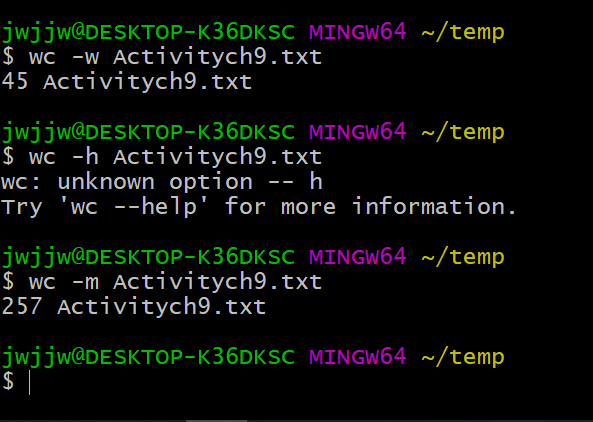 jwjjw@DESKTOP-K36DKSC MINGW64 ~/temp
$ wc -w Activitych9.txt
45 Activitych9.txt
jwjjw@DESKTOP-K36DKSC MINGW64 ~/temp
$ wc -h Activitych9.txt
wc: unknown option -- h
Try 'wc --help' for more information.
jwjjw@DESKTOP-K36DKSC MINGW64 ~/temp
$ wc -m Activitych9.txt
257 Activitych9.txt
jwjjw@DESKTOP-K36DKSC MINGW64 ~/temp
$